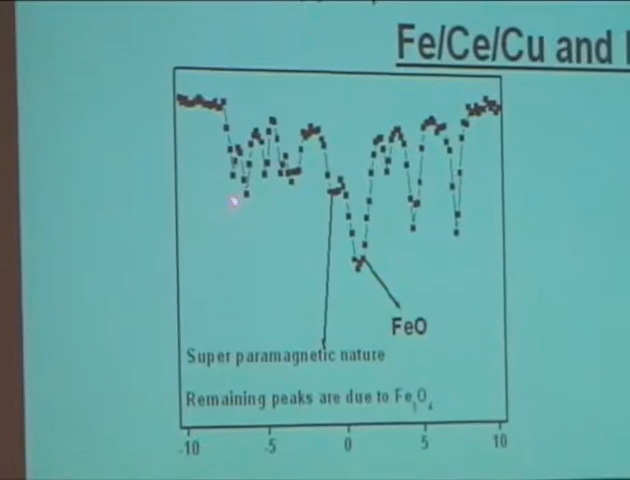 Fe/Ce/Cu and
FeO
Super paramagnetic nature
Remaining peaks are due to Fe₃O₄
-10 -5 0 5 10